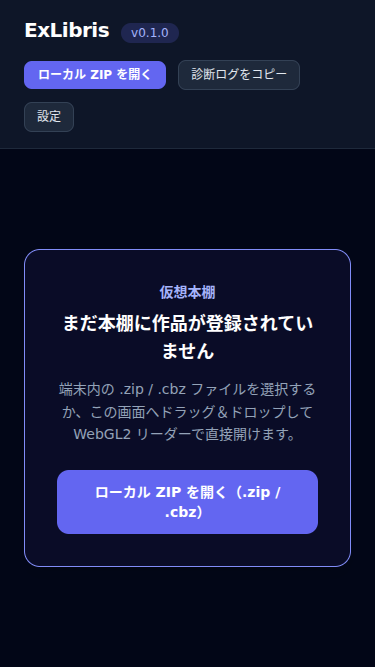 ExLibris v0.1.0
ローカル ZIP を開く 診断ログをコピー
設定
仮想本棚
まだ本棚に作品が登録されてい
ません
端末内の .zip / .cbz ファイルを選択する
か、この画面へドラッグ＆ドロップして
WebGL2 リーダーで直接開けます。
ローカル ZIP を開く（.zip /
.cbz）